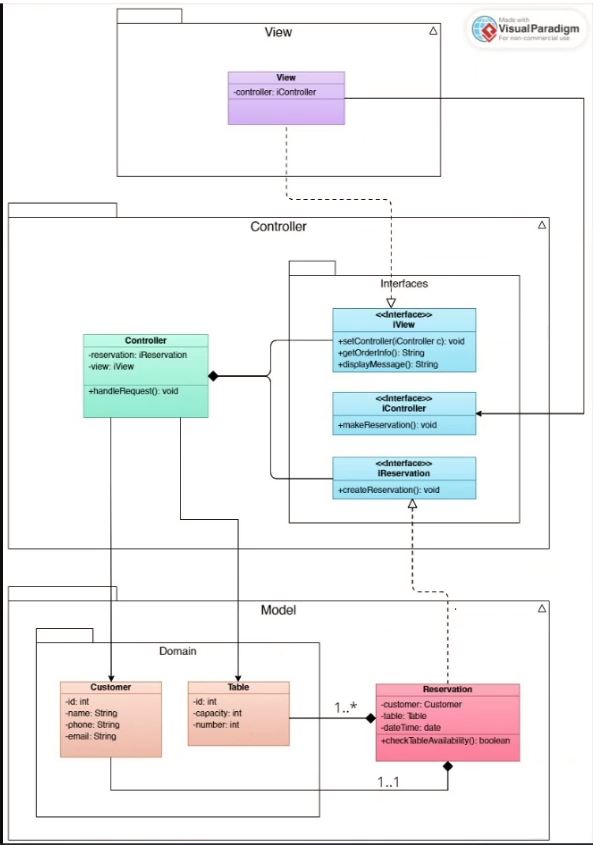 Made with
Visual Paradigm
For non-commercial use
View
View
-controller: iController
Controller
Interfaces
<<Interface>>
iView
+setController(iController c): void
+getOrderInfo(): String
+displayMessage(): String
Controller
-reservation: iReservation
-view: iView
+handleRequest(): void
<<Interface>>
iController
+makeReservation(): void
<<Interface>>
IReservation
+createReservation(): void
Model
Domain
Customer
-id: int
-name: String
-phone: String
-email: String
Table
-id: int
-capacity: int
-number: int
1..*
Reservation
-customer: Customer
-table: Table
-dateTime: date
+checkTableAvailability(): boolean
1..1